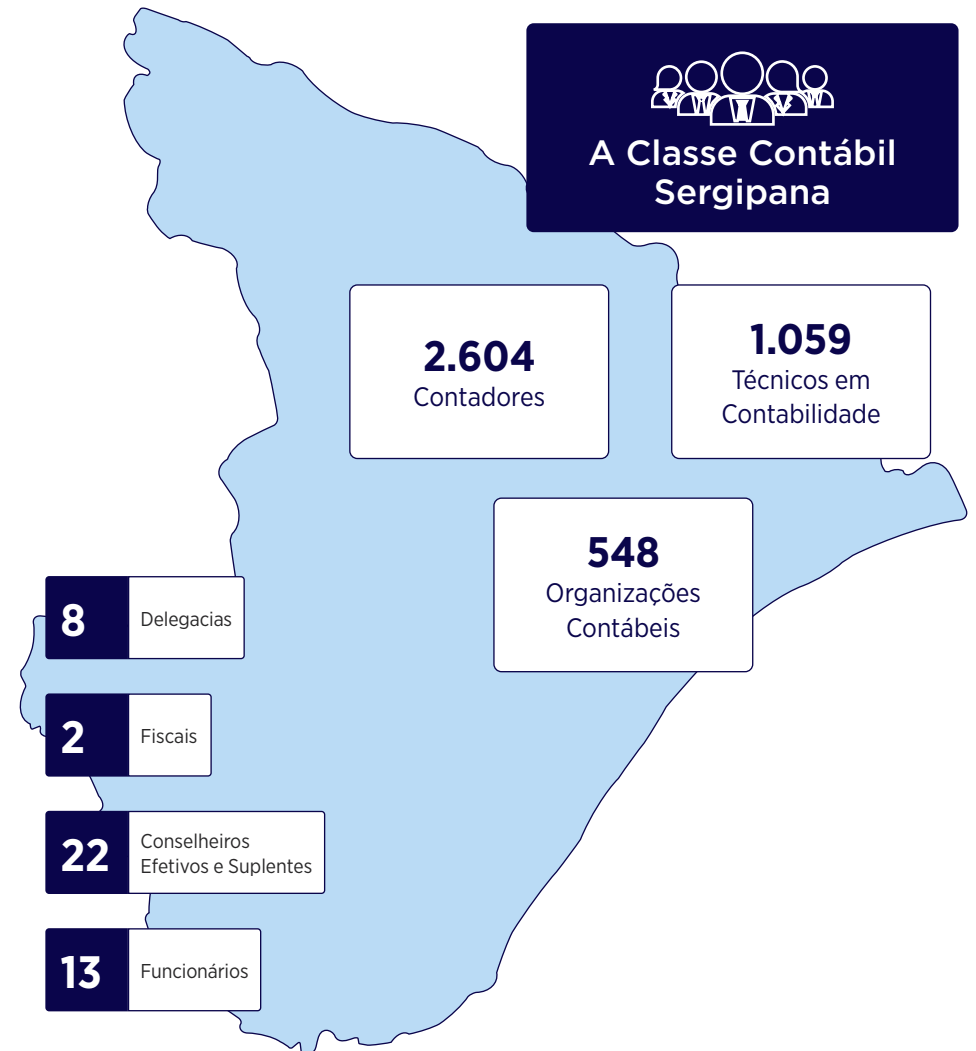 A Classe Contábil
Sergipana
2.604
Contadores
1.059
Técnicos em
Contabilidade
548
Organizações
Contábeis
8
Delegacias
2
Fiscais
22
Conselheiros
Efetivos e Suplentes
13
Funcionários